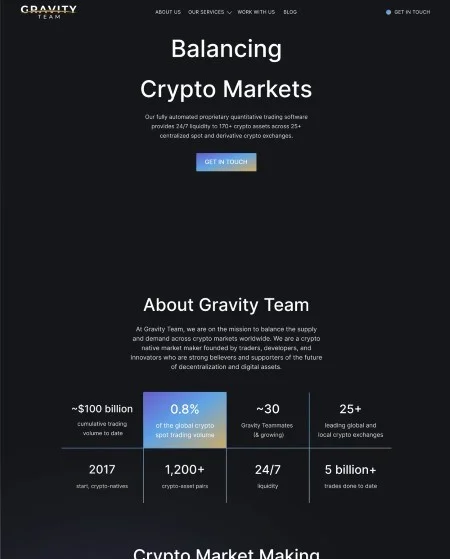 GRAVITY
TEAM
ABOUT US
OUR SERVICES
WORK WITH US
BLOG
GET IN TOUCH
Balancing
Crypto Markets
Our fully automated proprietary quantitative trading software
provides 24/7 liquidity to 170+ crypto assets across 25+
centralized spot and derivative crypto exchanges.
GET IN TOUCH
About Gravity Team
At Gravity Team, we are on the mission to balance the supply
and demand across crypto markets worldwide. We are a crypto
native market maker founded by traders, developers, and
innovators who are strong believers and supporters of the future
of decentralization and digital assets.
~$100 billion
cumulative trading
volume to date
0.8%
of the global crypto
spot trading volume
~30
Gravity Teammates
(& growing)
25+
leading global and
local crypto exchanges
2017
start, crypto-natives
1,200+
crypto-asset pairs
24/7
liquidity
5 billion+
trades done to date
Crypto Market Making